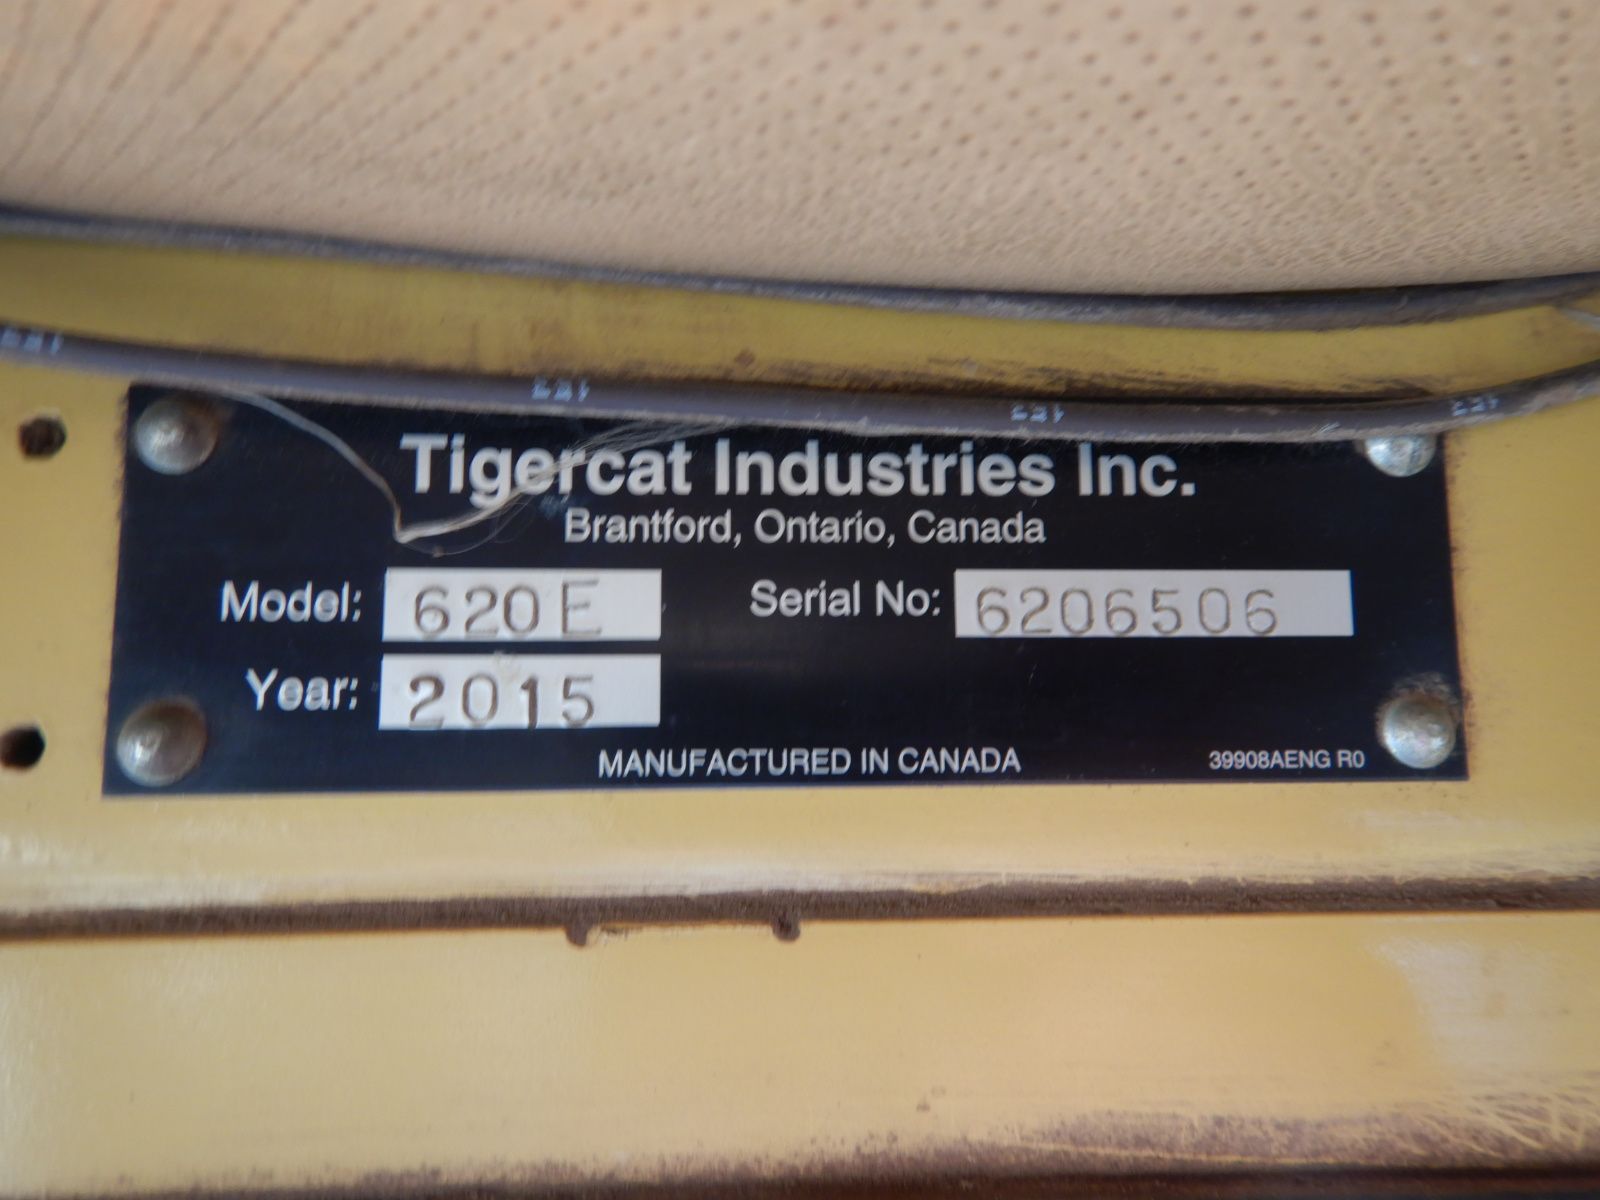 Tigercat Industries Inc.
Brantford, Ontario, Canada
Model: 620E Serial No: 6206506
Year: 2015
MANUFACTURED IN CANADA 39908AENG R0